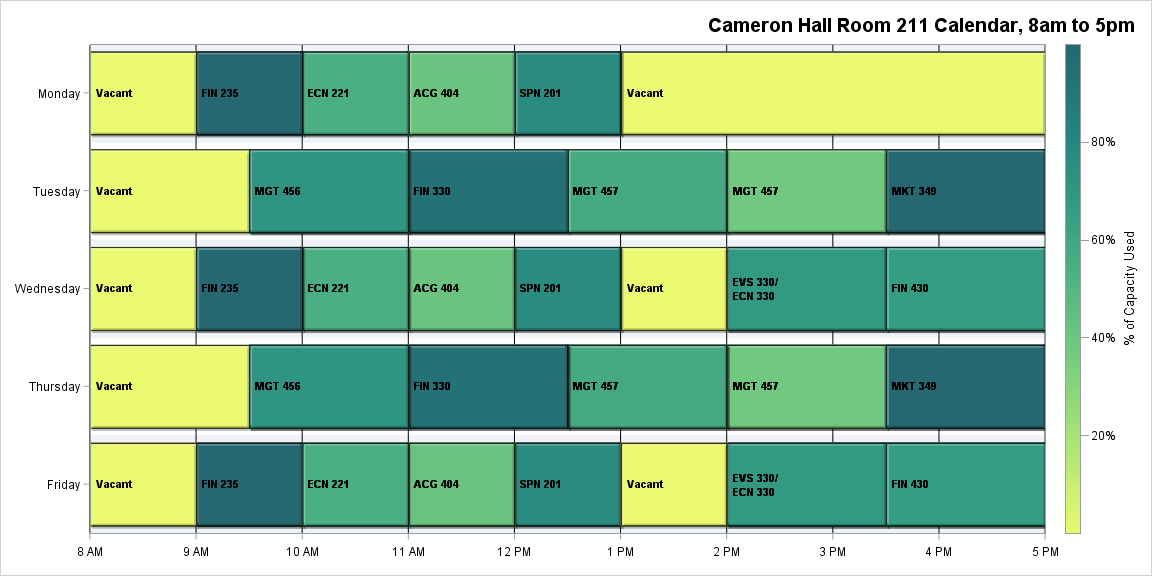 Cameron Hall Room 211 Calendar, 8am to 5pm
Monday
Vacant
FIN 235
ECN 221
ACG 404
SPN 201
Vacant
Tuesday
Vacant
MGT 456
FIN 330
MGT 457
MGT 457
MKT 349
Wednesday
Vacant
FIN 235
ECN 221
ACG 404
SPN 201
Vacant
EVS 330/
ECN 330
FIN 430
Thursday
Vacant
MGT 456
FIN 330
MGT 457
MGT 457
MKT 349
Friday
Vacant
FIN 235
ECN 221
ACG 404
SPN 201
Vacant
EVS 330/
ECN 330
FIN 430
8 AM
9 AM
10 AM
11 AM
12 PM
1 PM
2 PM
3 PM
4 PM
5 PM
80%
60%
40%
20%
% of Capacity Used